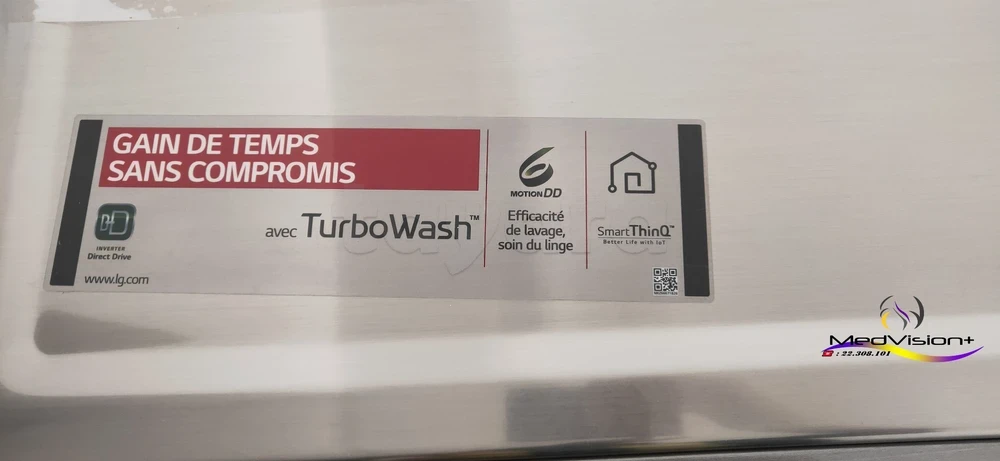 GAIN DE TEMPS
SANS COMPROMIS
avec TurboWash™
INVERTER
Direct Drive
www.lg.com
6
MOTION DD
Efficacité
de lavage,
soin du linge
SmartThinQ™
Better Life with IoT
MedVision+
: 22.308.101